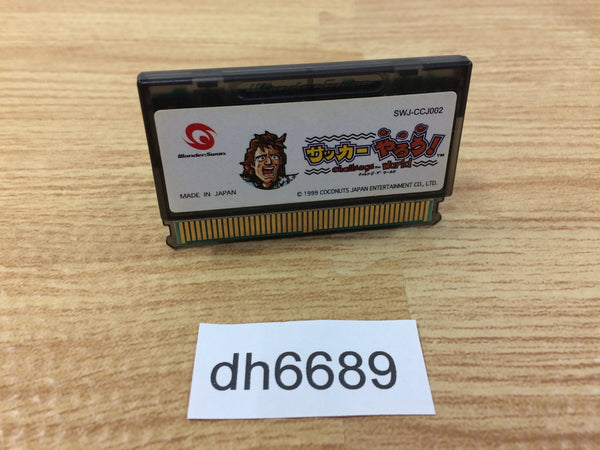 SWJ-CCJ002
WonderSwan
サッカーやろう!
Challenge the World
チャレンジ・ザ・ワールド
TM
MADE IN JAPAN
© 1999 COCONUTS JAPAN ENTERTAINMENT CO., LTD.
dh6689